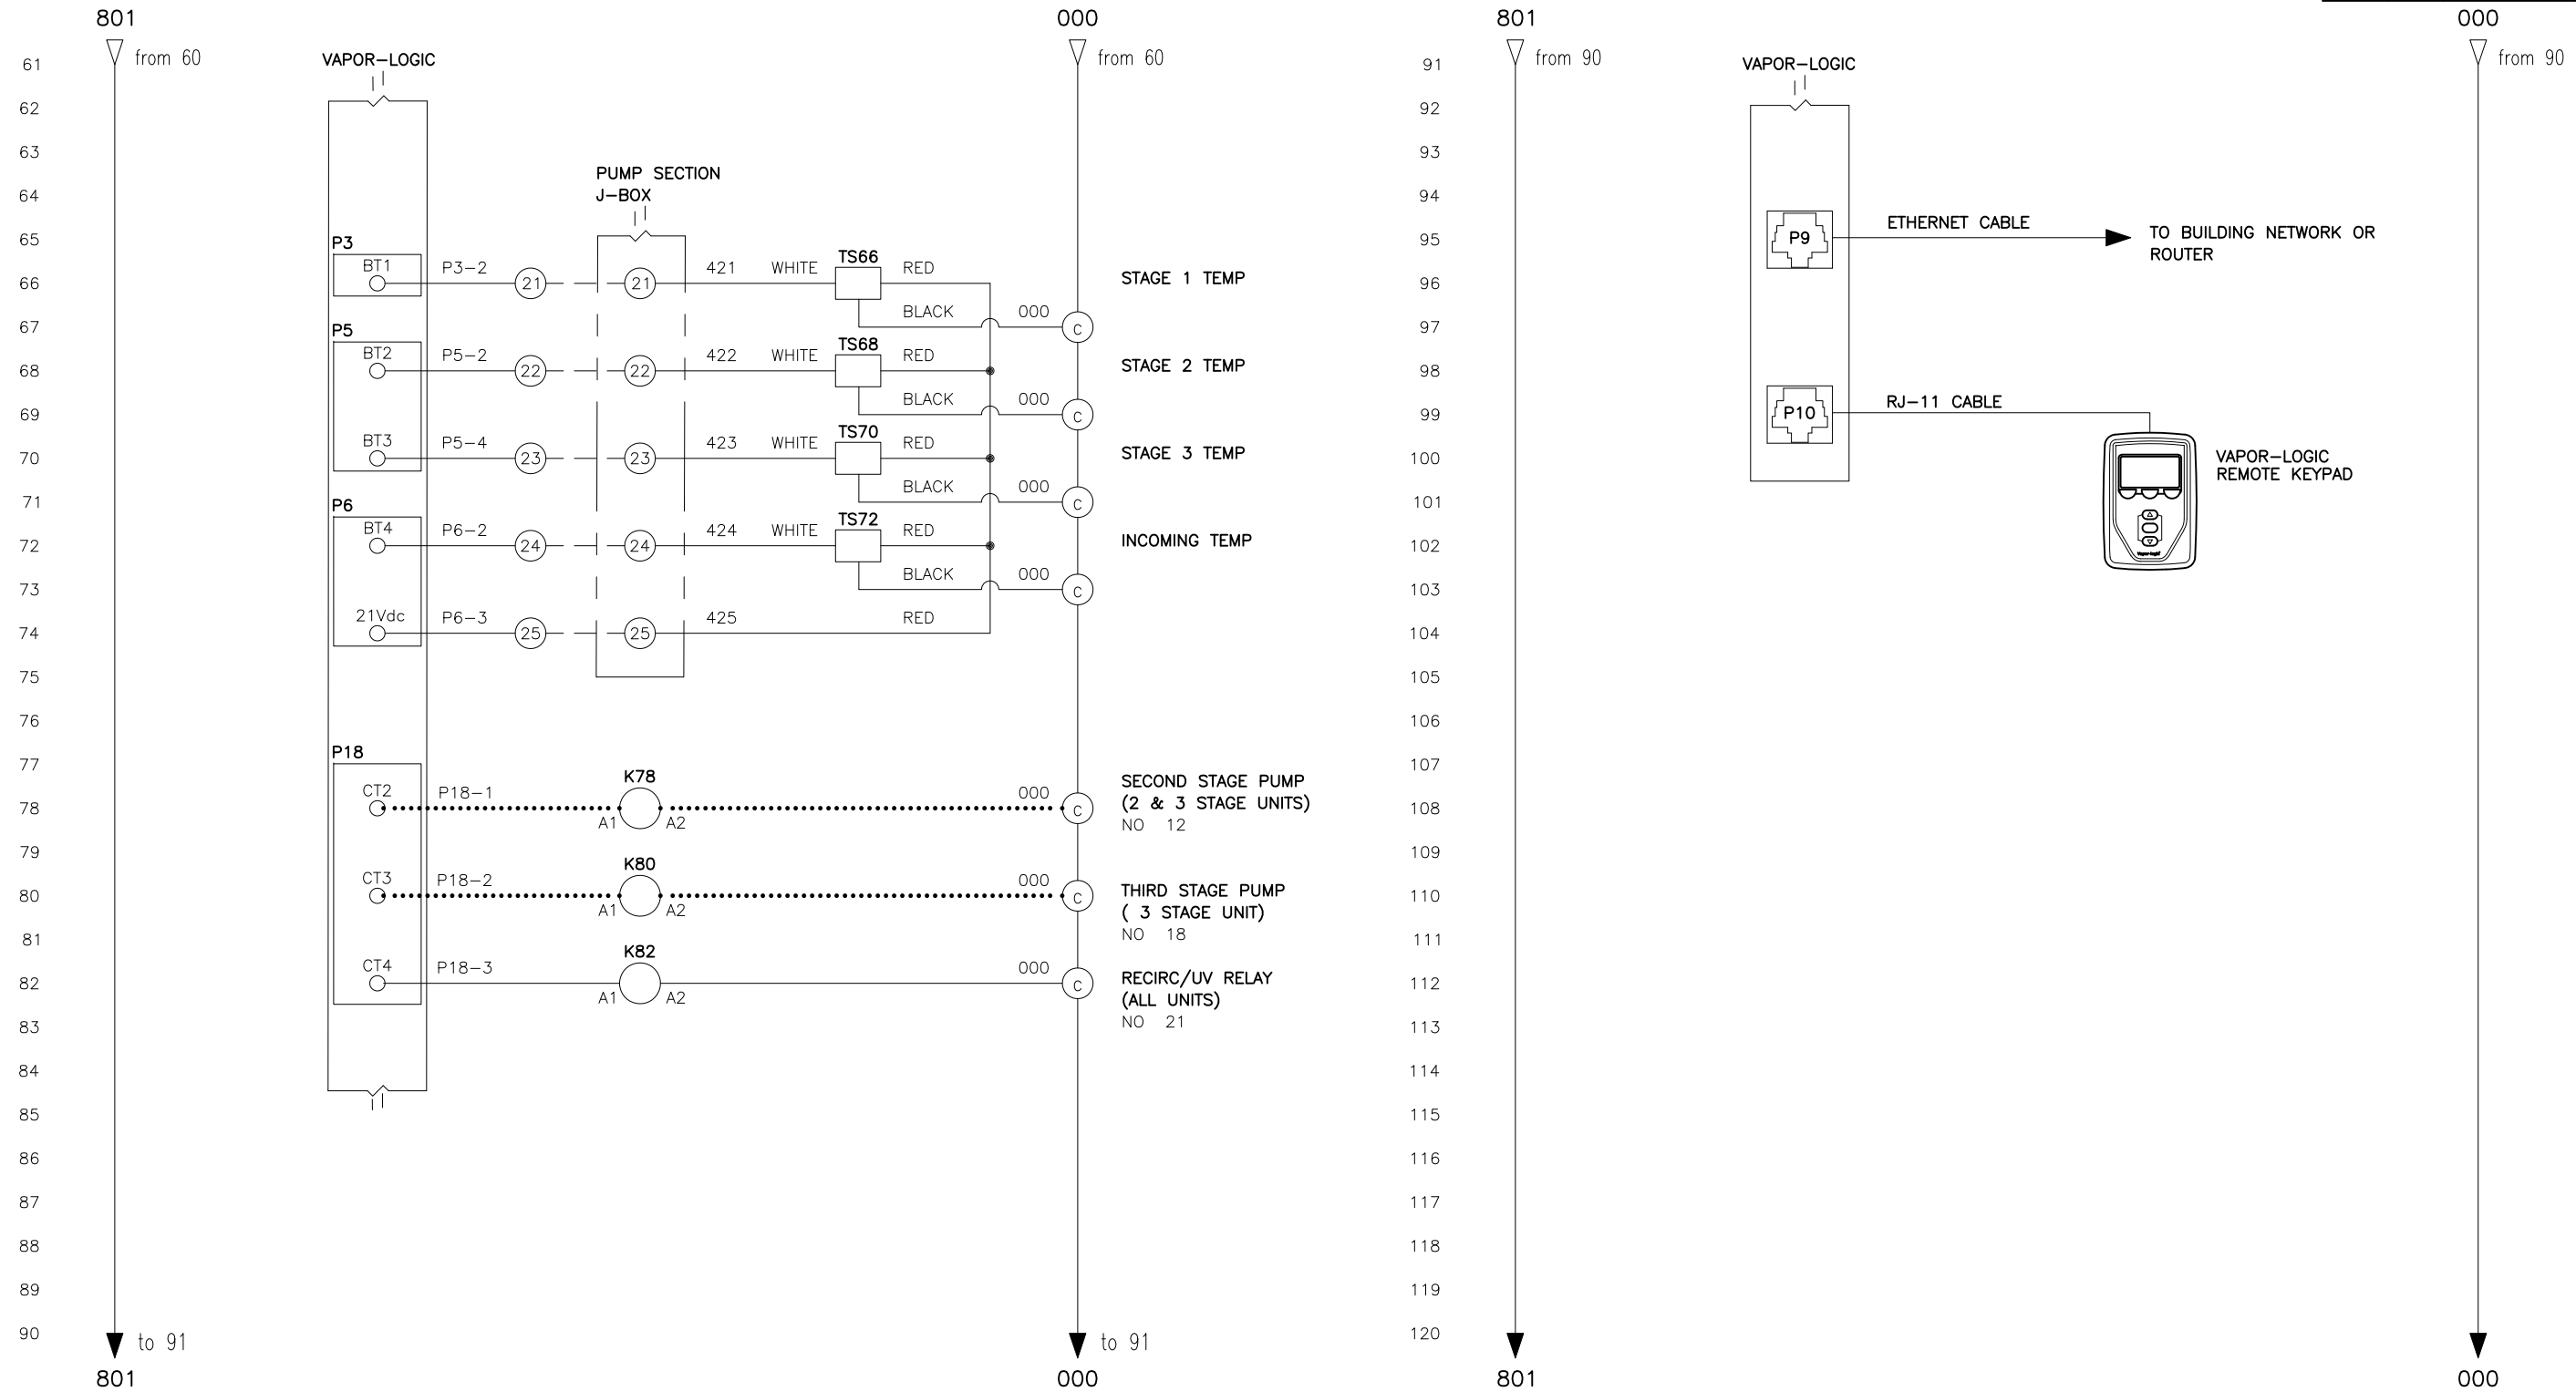 801
000
801
000
from 60
from 60
from 90
from 90
61
VAPOR-LOGIC
91
VAPOR-LOGIC
62
92
63
93
PUMP SECTION
J-BOX
64
94
65
P3
95
P9
ETHERNET CABLE
TO BUILDING NETWORK OR
ROUTER
66
BT1
P3-2
21
21
421
WHITE
TS66
RED
STAGE 1 TEMP
96
67
BLACK
000
C
97
P5
68
BT2
P5-2
22
22
422
WHITE
TS68
RED
STAGE 2 TEMP
98
69
BLACK
000
C
99
P10
RJ-11 CABLE
70
BT3
P5-4
23
23
423
WHITE
TS70
RED
STAGE 3 TEMP
100
VAPOR-LOGIC
REMOTE KEYPAD
71
BLACK
000
C
101
P6
72
BT4
P6-2
24
24
424
WHITE
TS72
RED
INCOMING TEMP
102
Vapor-logic
73
BLACK
000
C
103
74
21Vdc
P6-3
25
25
425
RED
104
75
105
76
106
77
P18
107
78
CT2
P18-1
K78
A1
A2
000
C
SECOND STAGE PUMP
(2 & 3 STAGE UNITS)
NO 12
108
79
109
80
CT3
P18-2
K80
A1
A2
000
C
THIRD STAGE PUMP
( 3 STAGE UNIT)
NO 18
110
81
111
82
CT4
P18-3
K82
A1
A2
000
C
RECIRC/UV RELAY
(ALL UNITS)
NO 21
112
83
113
84
114
85
115
86
116
87
117
88
118
89
119
90
120
to 91
to 91
801
000
801
000